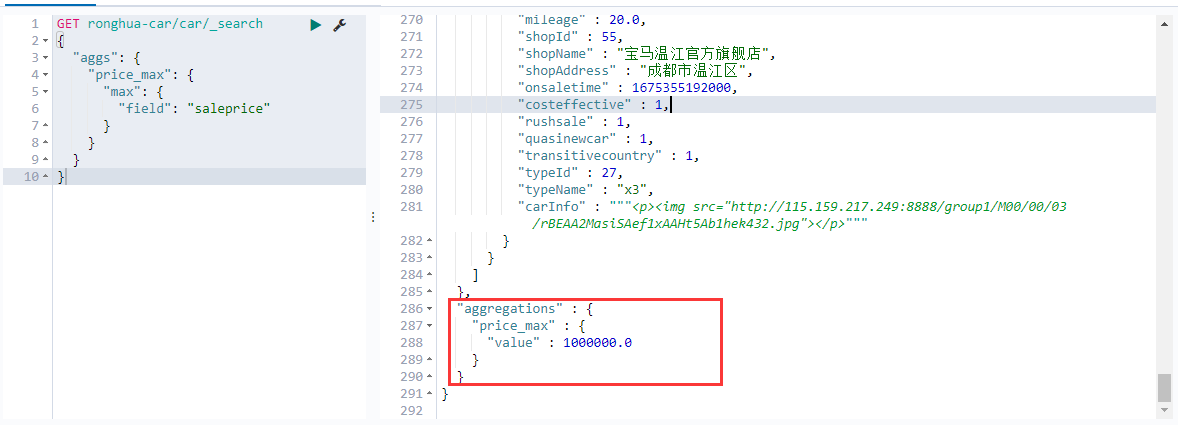 1 GET ronghua-car/car/_search
2 {
3 "aggs": {
4 "price_max": {
5 "max": {
6 "field": "saleprice"
7 }
8 }
9 }
10 }
270 "mileage" : 20.0,
271 "shopId" : 55,
272 "shopName" : "宝马温江官方旗舰店",
273 "shopAddress" : "成都市温江区",
274 "onsaletime" : 1675355192000,
275 "costeffective" : 1,
276 "rushsale" : 1,
277 "quasinewcar" : 1,
278 "transitivecountry" : 1,
279 "typeId" : 27,
280 "typeName" : "x3",
281 "carInfo" : """<p><img src="http://115.159.217.249:8888/group1/M00/00/03
/rBEAA2MasiSAef1xAAHt5Ab1hek432.jpg"></p>"""
282 }
283 }
284 ]
285 },
286 "aggregations" : {
287 "price_max" : {
288 "value" : 1000000.0
289 }
290 }
291 }
292